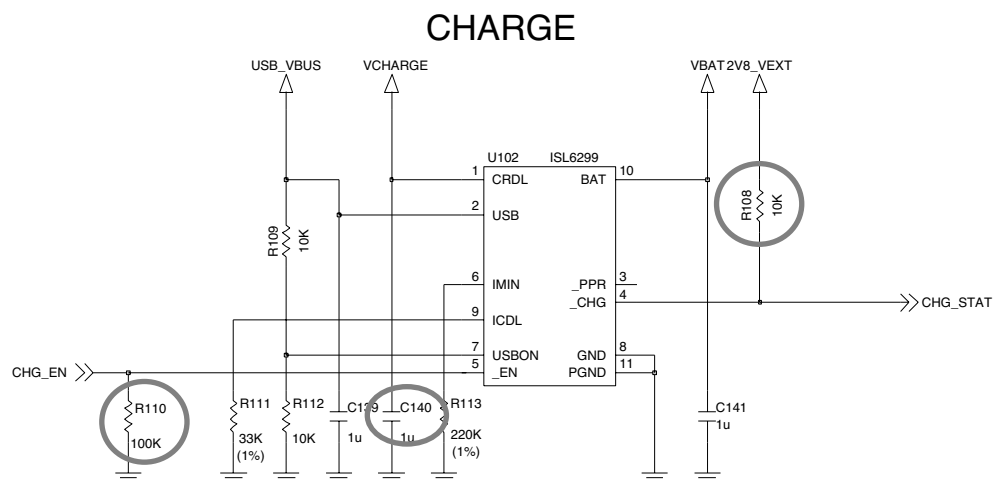 CHARGE
USB_VBUS VCHARGE VBAT 2V8_VEXT
U102 ISL6299
1 CRDL BAT 10
2 USB
R108
10K
R109
10K
6 IMIN _PPR 3
_CHG 4
CHG_STAT
9 ICDL
7 USBON GND 8
5 _EN PGND 11
CHG_EN
R110 R111 R112 C139 C140 R113 C141
100K 33K 10K 1u 1u 220K 1u
(1%) (1%)